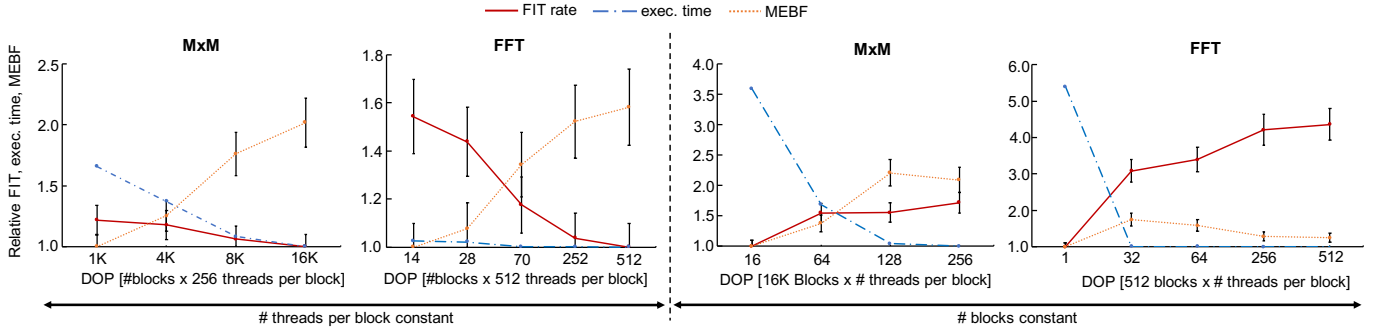 FIT rate exec. time MEBF
Relative FIT, exec. time, MEBF
MxM
2.5
2.0
1.5
1.0
1K 4K 8K 16K
DOP [#blocks x 256 threads per block]
FFT
1.8
1.6
1.4
1.2
1.0
14 28 70 252 512
DOP [#blocks x 512 threads per block]
# threads per block constant
MxM
4.0
3.5
3.0
2.5
2.0
1.5
1.0
16 64 128 256
DOP [16K Blocks x # threads per block]
FFT
6.0
5.0
4.0
3.0
2.0
1.0
1 32 64 256 512
DOP [512 blocks x # threads per block]
# blocks constant